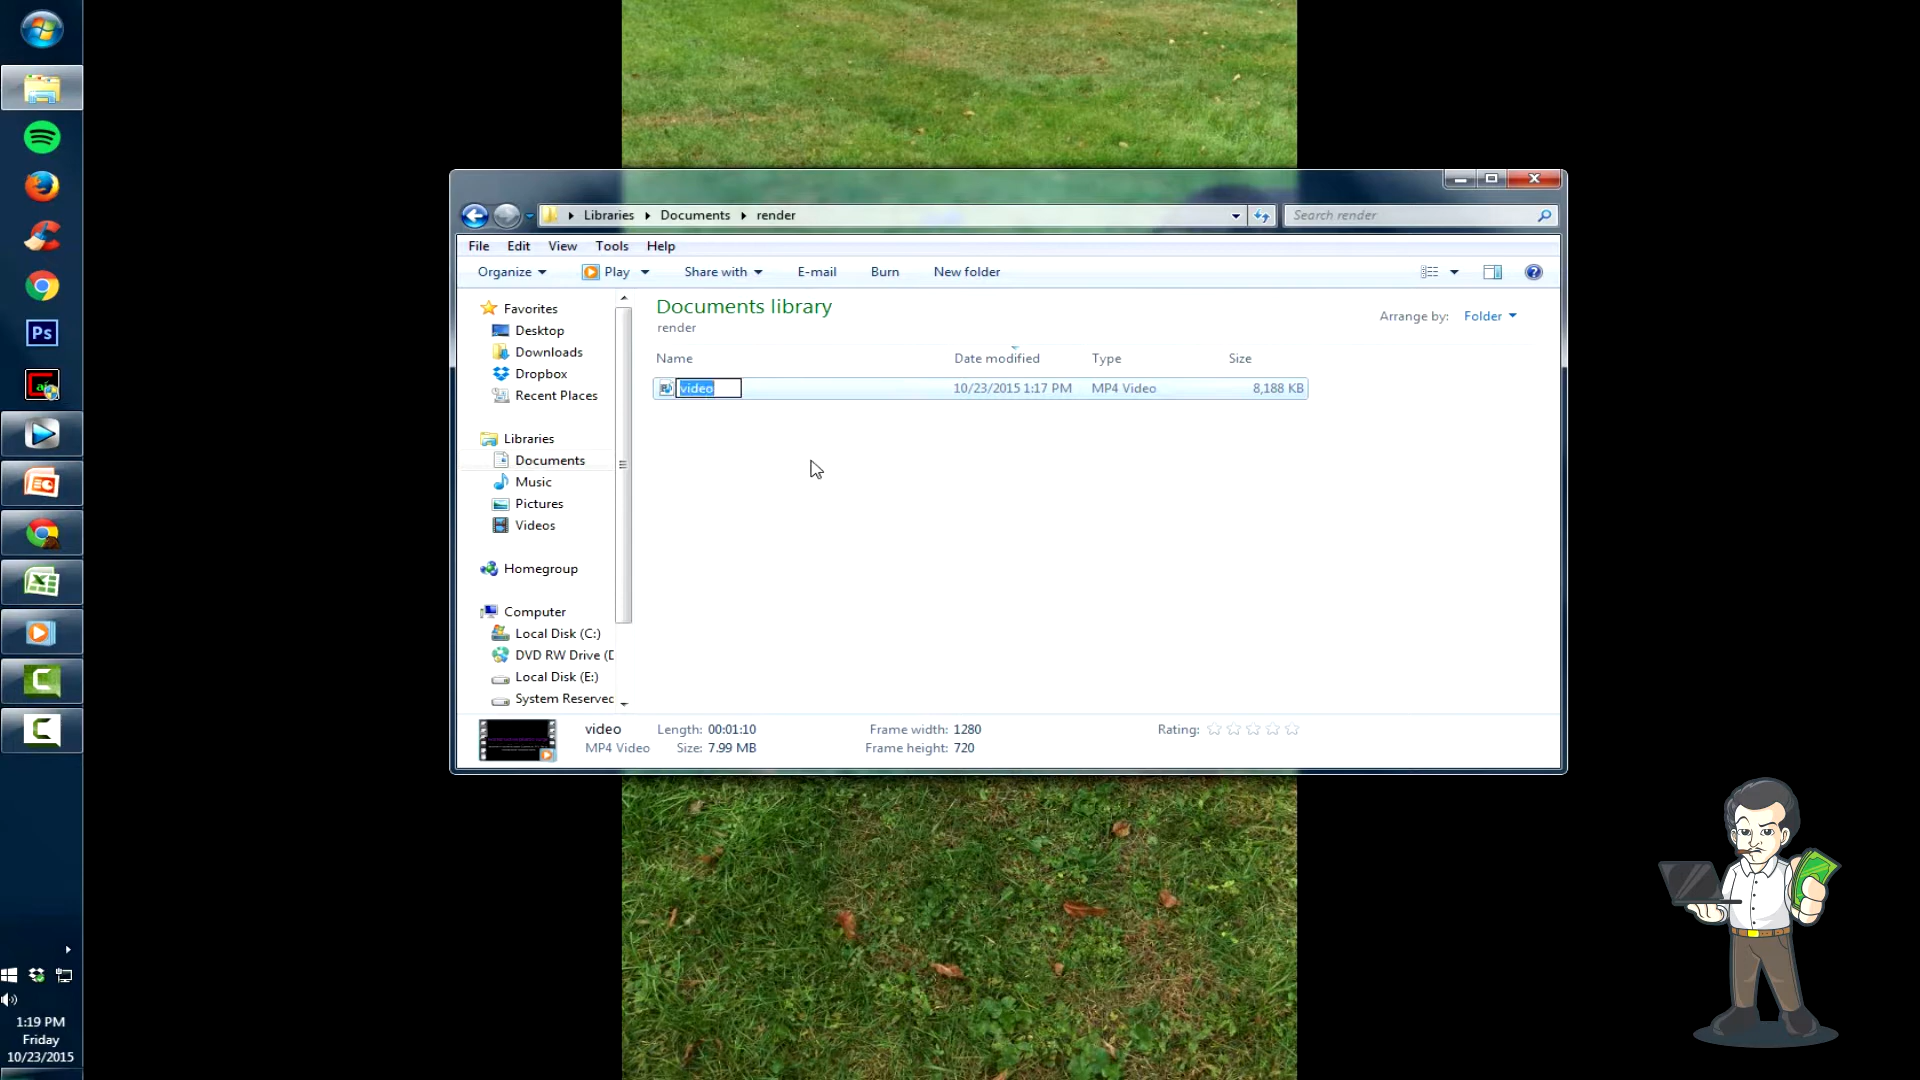 Libraries Documents render
Search render
File Edit View Tools Help
Organize Play Share with E-mail Burn New folder
Favorites
Desktop
Downloads
Dropbox
Recent Places
Libraries
Documents
Music
Pictures
Videos
Homegroup
Computer
Local Disk (C:)
DVD RW Drive (D
Local Disk (E:)
System Reserved
Documents library
render
Arrange by: Folder
Name Date modified Type Size
video 10/23/2015 1:17 PM MP4 Video 8,188 KB
video Length: 00:01:10 Frame width: 1280 Rating:
MP4 Video Size: 7.99 MB Frame height: 720
Ps
1:19 PM
Friday
10/23/2015